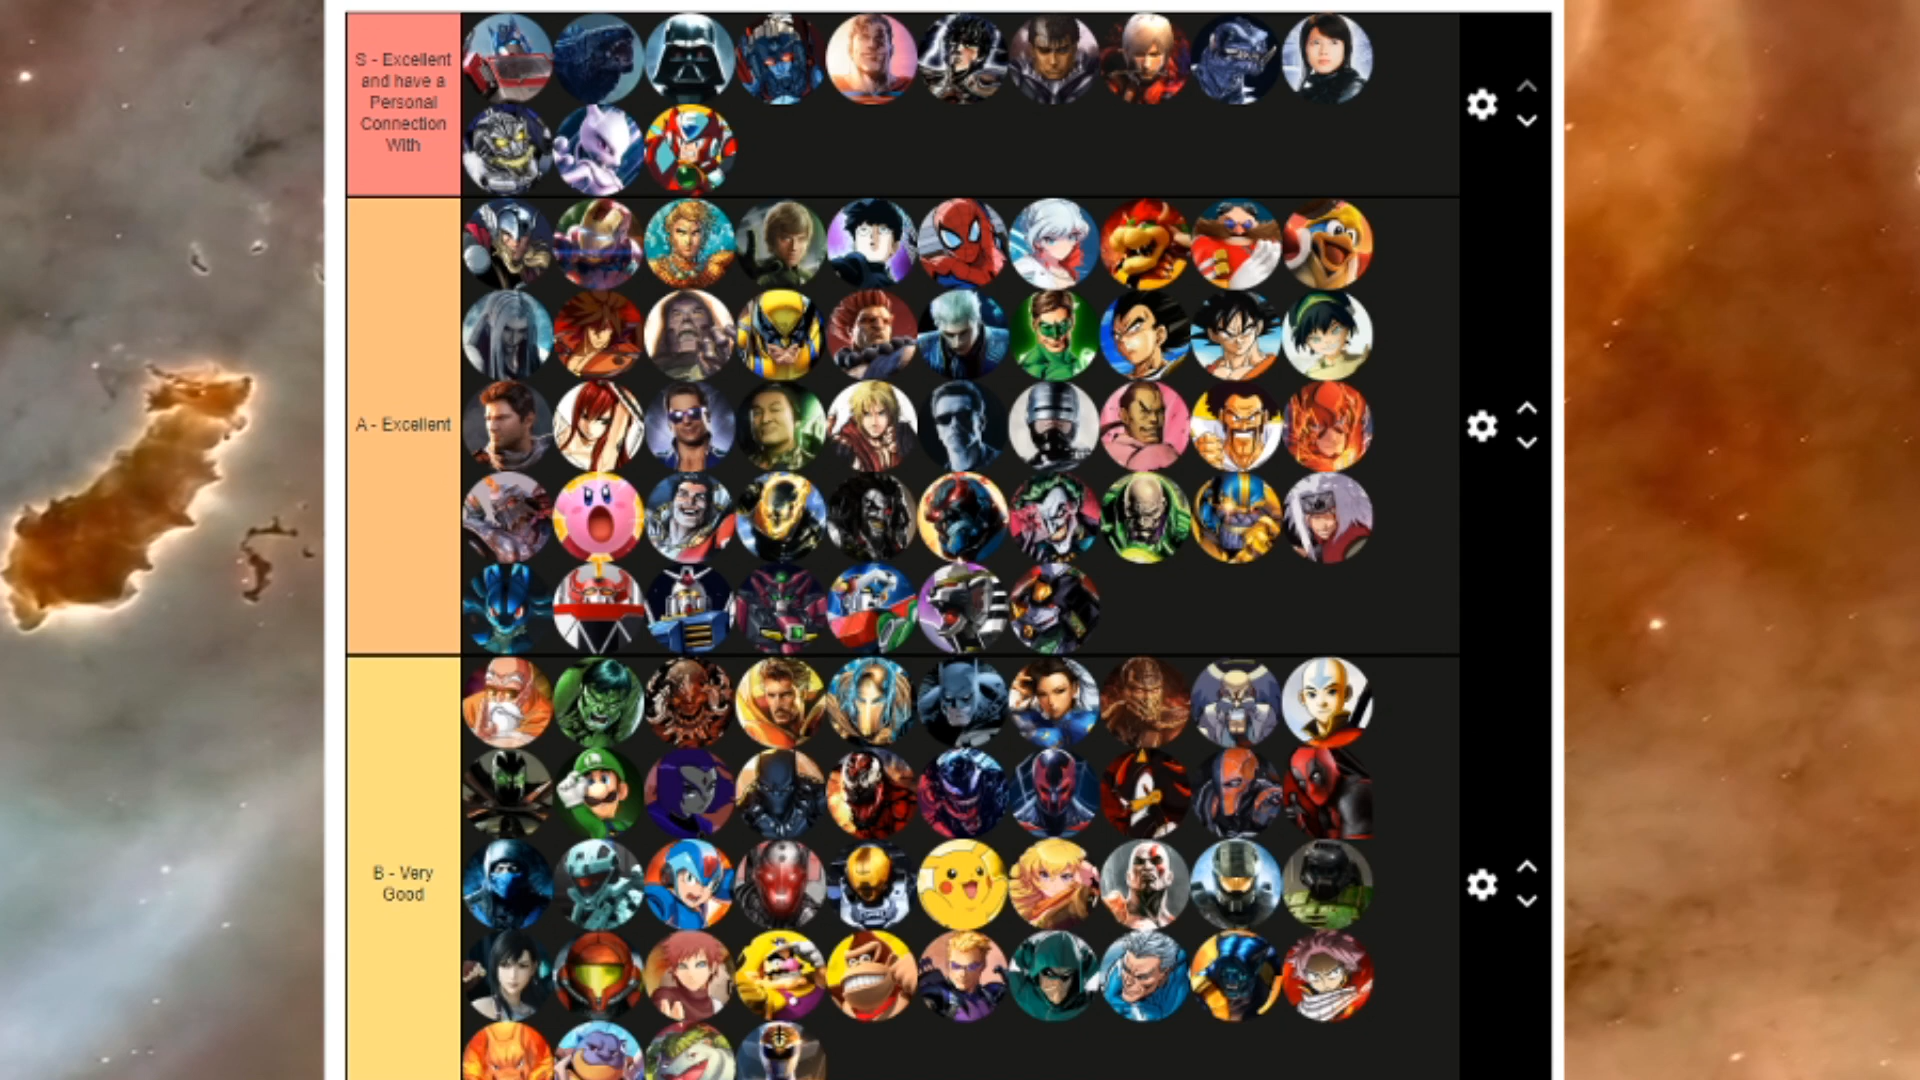 S - Excellent
and have a
Personal
Connection
With
A - Excellent
B - Very
Good